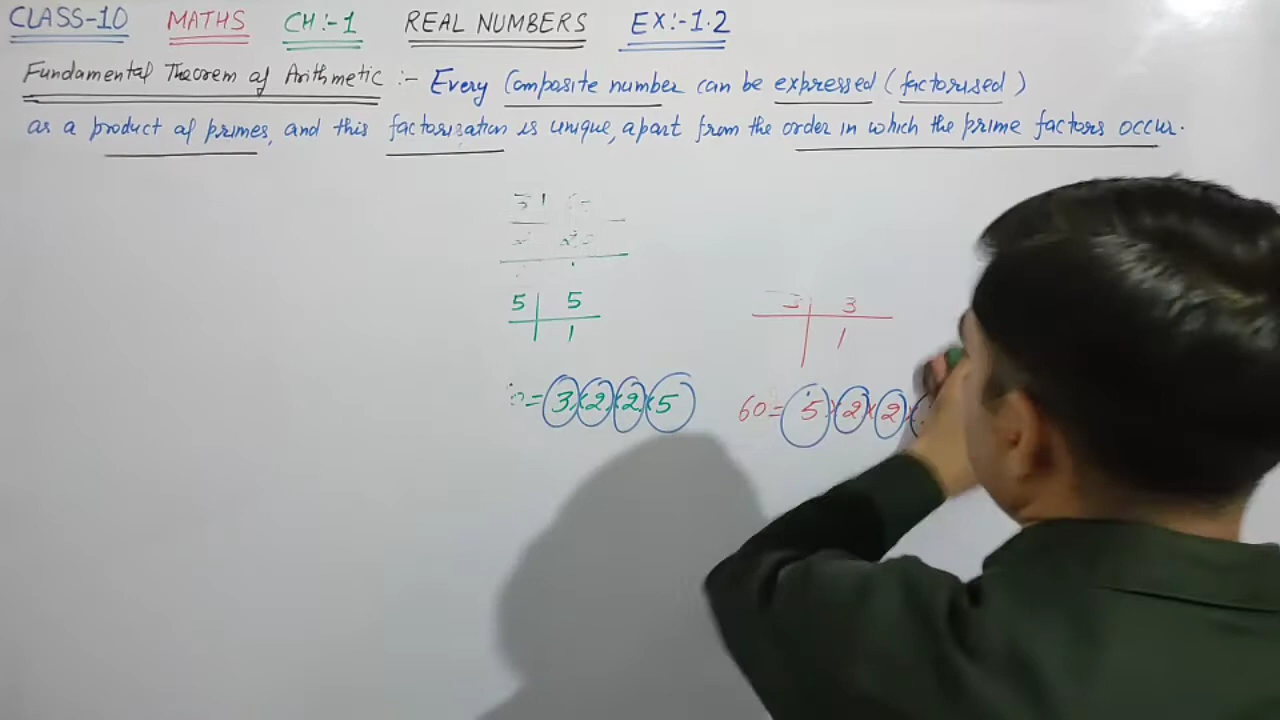 CLASS-10 MATHS CH:-1 REAL NUMBERS EX:-1.2
Fundamental Theorem of Arithmetic :- Every Composite number can be expressed (factorised)
as a product of primes, and this factorization is unique, apart from the order in which the prime factors occur.
5 5
1
3 3
1
= 3×2×2×5
60 = 5×2×2×